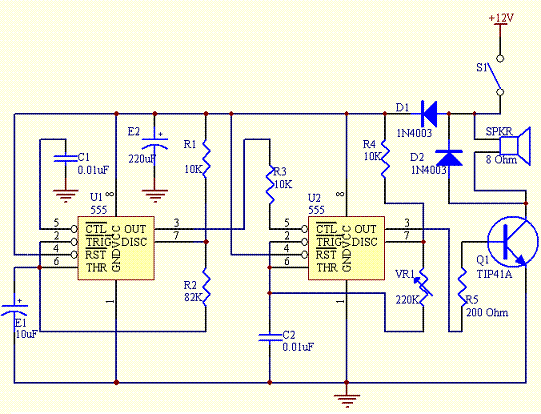 +12V
S1
D1
1N4003
SPKR
8 Ohm
D2
1N4003
E2
220uF
R1
10K
R4
10K
C1
0.01uF
R3
10K
U1
555
8
U2
555
8
5 CTL OUT 3
2 TRIG DISC 7
4 RST
6 THR
GND VCC
1
5 CTL OUT 3
2 TRIG DISC 7
4 RST
6 THR
GND VCC
1
Q1
TIP41A
R2
82K
VR1
220K
R5
200 Ohm
E1
10uF
C2
0.01uF